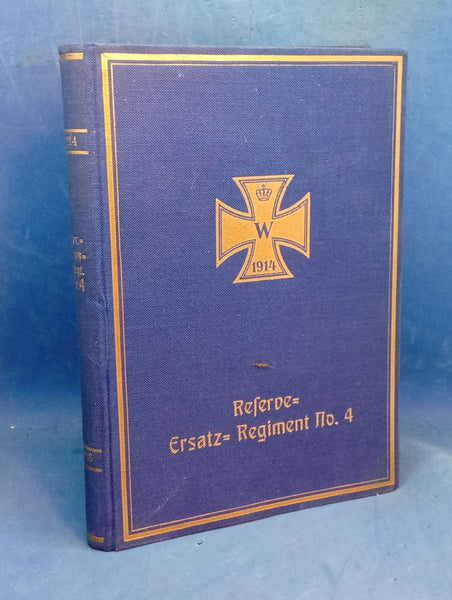 W
1914
Reſerve=
Erſatz= Regiment No. 4